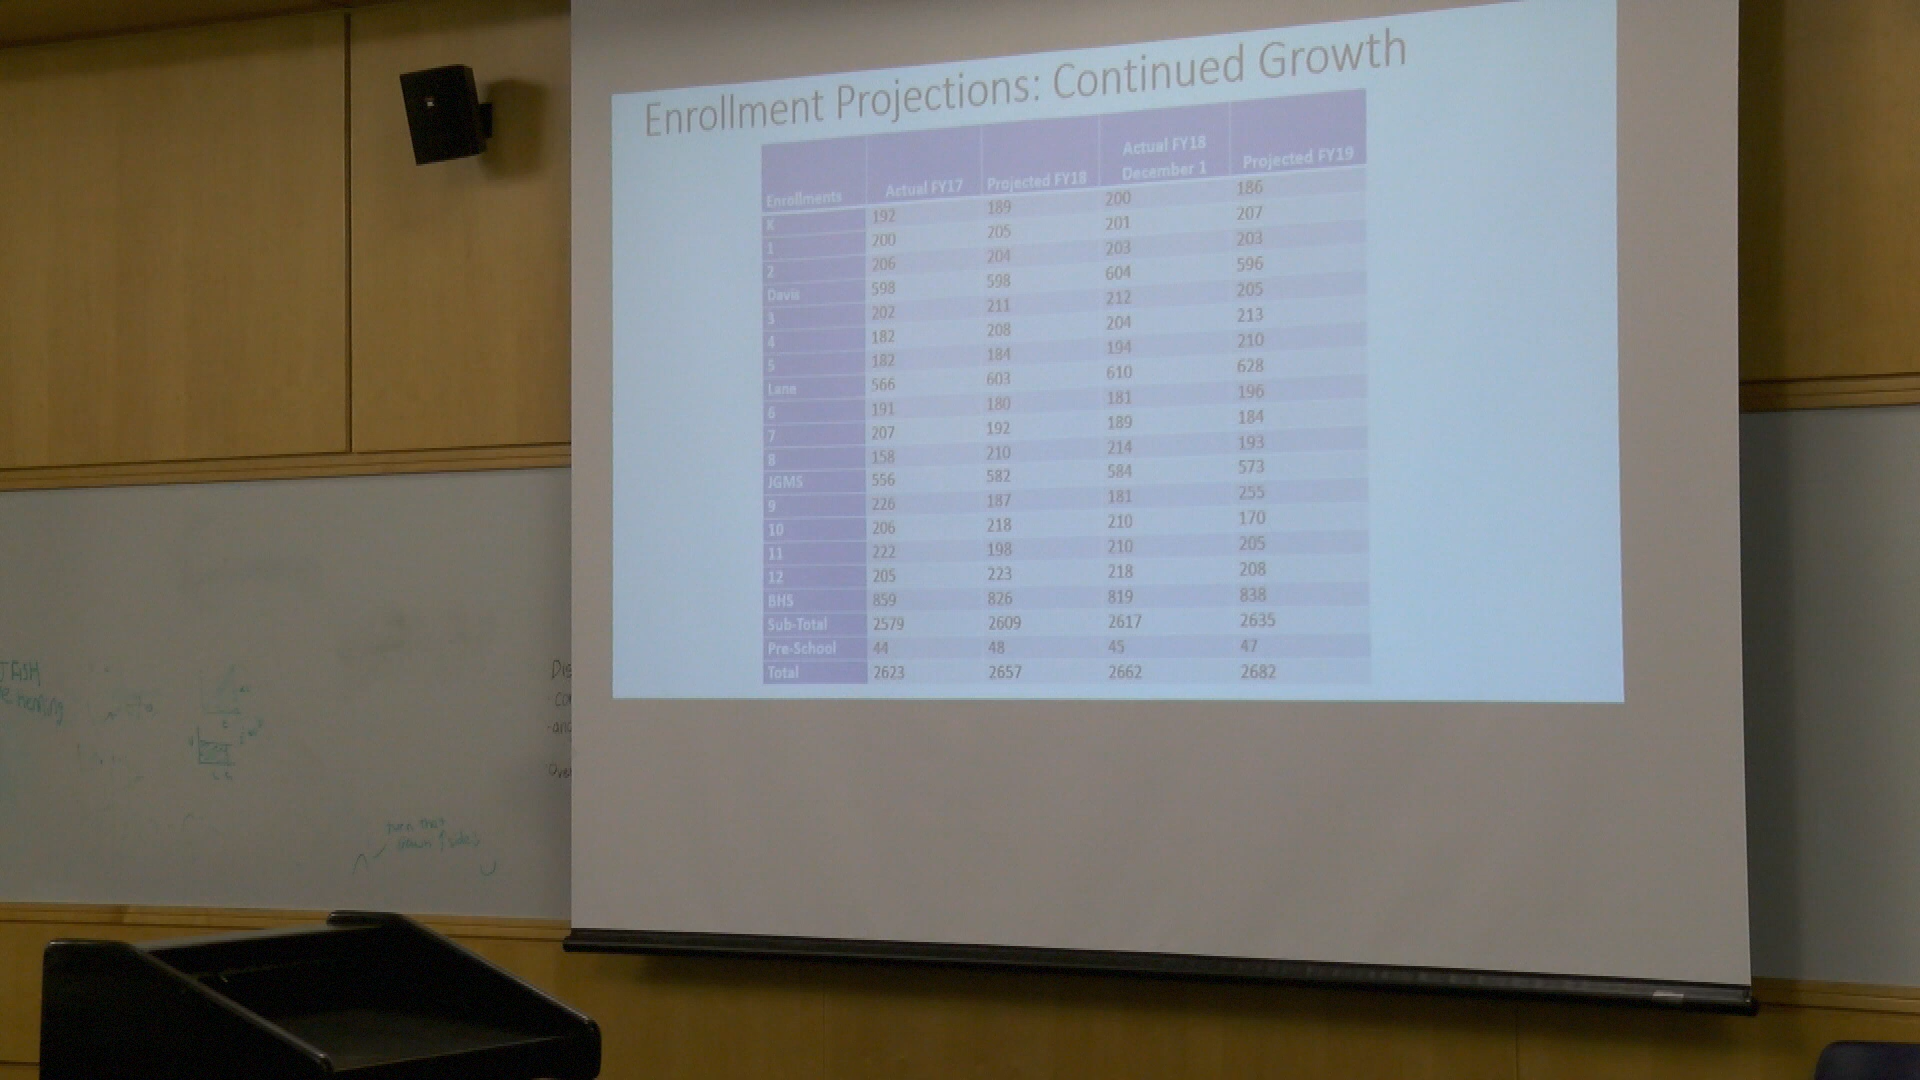 Enrollment Projections: Continued Growth
Enrollments Actual FY17 Projected FY18 Actual FY18 December 1 Projected FY19
K 192 189 200 186
1 200 205 201 207
2 206 204 203 203
Davis 598 598 604 596
3 202 211 212 205
4 182 208 204 213
5 182 184 194 210
Lane 566 603 610 628
6 191 180 181 196
7 207 192 189 184
8 158 210 214 193
JGMS 556 582 584 573
9 226 187 181 255
10 206 218 210 170
11 222 198 210 205
12 205 223 218 208
BHS 859 826 819 838
Sub-Total 2579 2609 2617 2635
Pre-School 44 48 45 47
Total 2623 2657 2662 2682